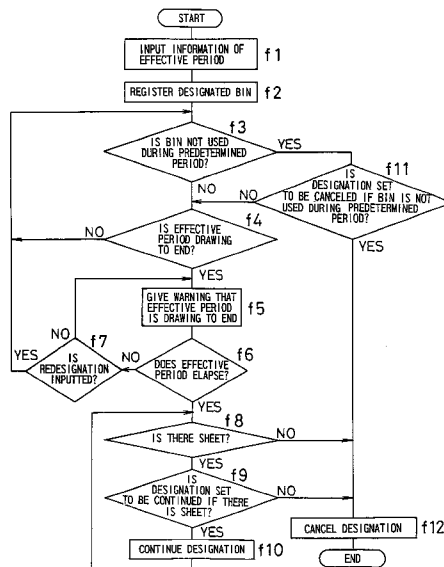 START
INPUT INFORMATION OF
EFFECTIVE PERIOD
f1
REGISTER DESIGNATED BIN
f2
f3
IS BIN NOT USED
DURING PREDETERMINED
PERIOD?
YES
NO
f11
IS
DESIGNATION SET
TO BE CANCELED IF BIN IS NOT
USED DURING PREDETERMINED
PERIOD?
NO
YES
f4
IS EFFECTIVE
PERIOD DRAWING
TO END?
NO
YES
GIVE WARNING THAT
EFFECTIVE PERIOD
IS DRAWING TO END
f5
f6
DOES EFFECTIVE
PERIOD ELAPSE?
NO
YES
NO
f7
YES
IS
REDESIGNATION
INPUTTED?
f8
IS THERE SHEET?
NO
YES
f9
IS
DESIGNATION SET
TO BE CONTINUED IF THERE
IS SHEET?
NO
YES
CONTINUE DESIGNATION
f10
CANCEL DESIGNATION
f12
END